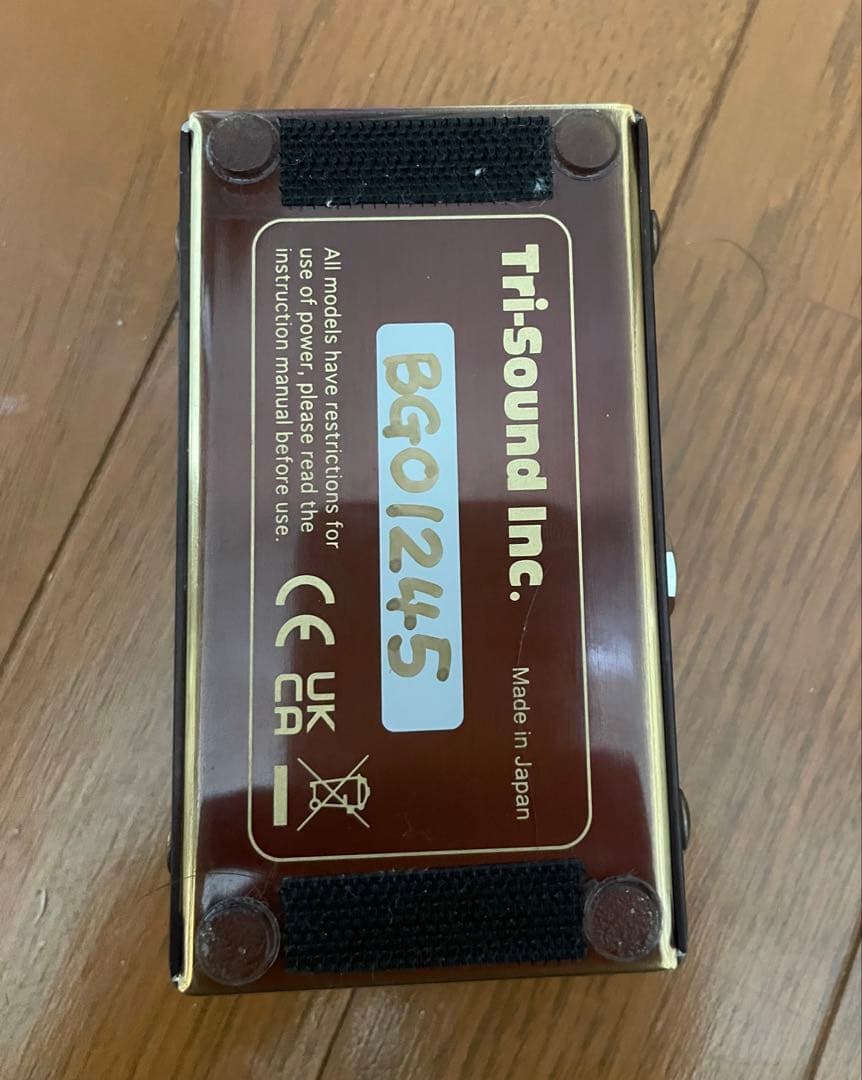 Tri-Sound Inc.
Made in Japan
BG01245
All models have restrictions for
use of power, please read the
instruction manual before use.
CE
UK
CA